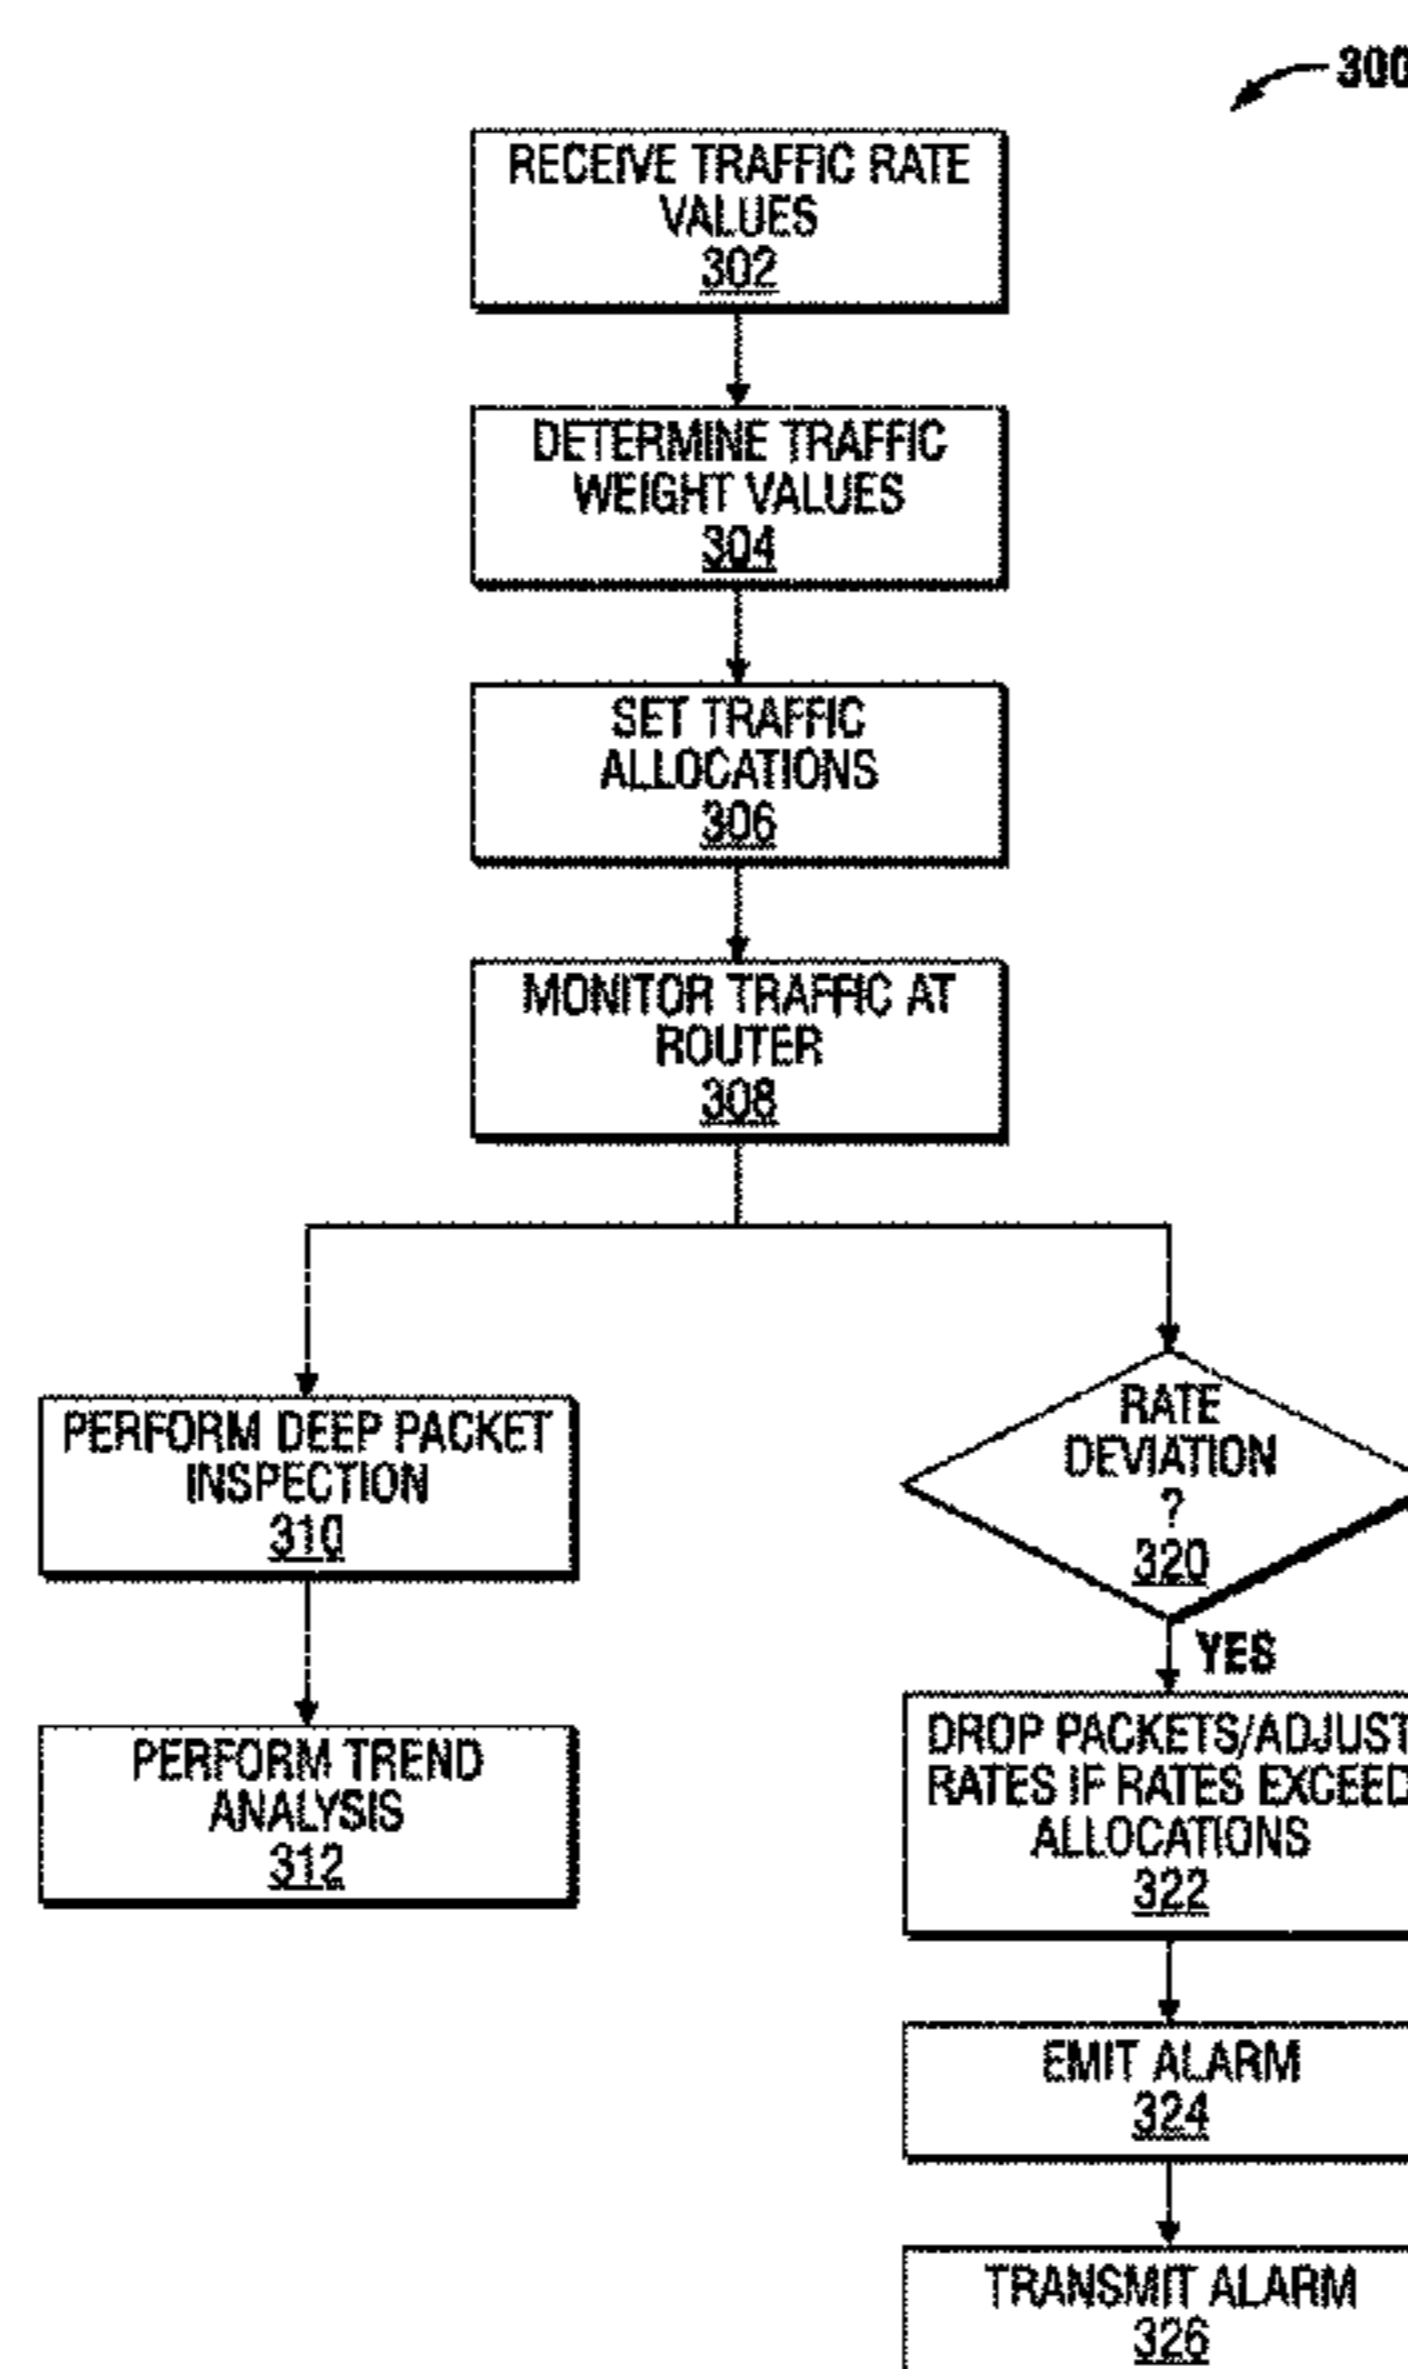 300
RECEIVE TRAFFIC RATE
VALUES
302
DETERMINE TRAFFIC
WEIGHT VALUES
304
SET TRAFFIC
ALLOCATIONS
306
MONITOR TRAFFIC AT
ROUTER
308
PERFORM DEEP PACKET
INSPECTION
310
PERFORM TREND
ANALYSIS
312
RATE
DEVIATION
?
320
YES
DROP PACKETS/ADJUST
RATES IF RATES EXCEED
ALLOCATIONS
322
EMIT ALARM
324
TRANSMIT ALARM
326